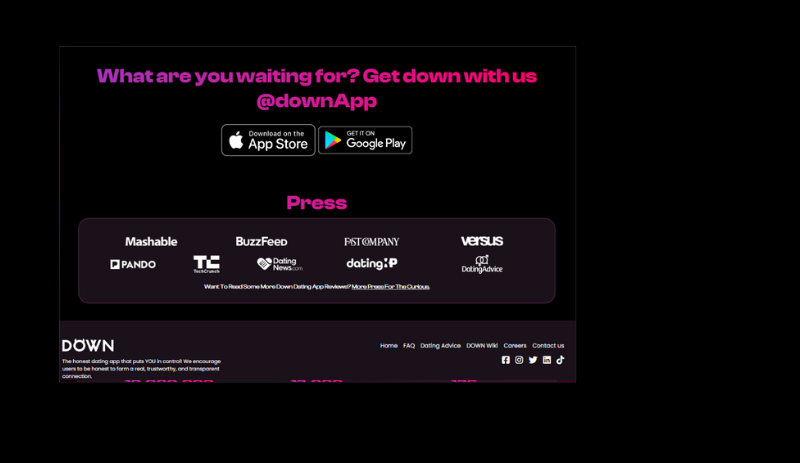 What are you waiting for? Get down with us
@downApp
Download on the
App Store
GET IT ON
Google Play
Press
Mashable
BuzzFeed
FAST COMPANY
versus
PANDO
TC
TechCrunch
Dating
News.com
dating
DatingAdvice
Want To Read Some More Down Dating App Reviews? More Press For The Curious.
DOWN
Home FAQ Dating Advice DOWN Wiki Careers Contact us
The honest dating app that puts YOU in control! We encourage
users to be honest to form a real, trustworthy, and transparent
connection.